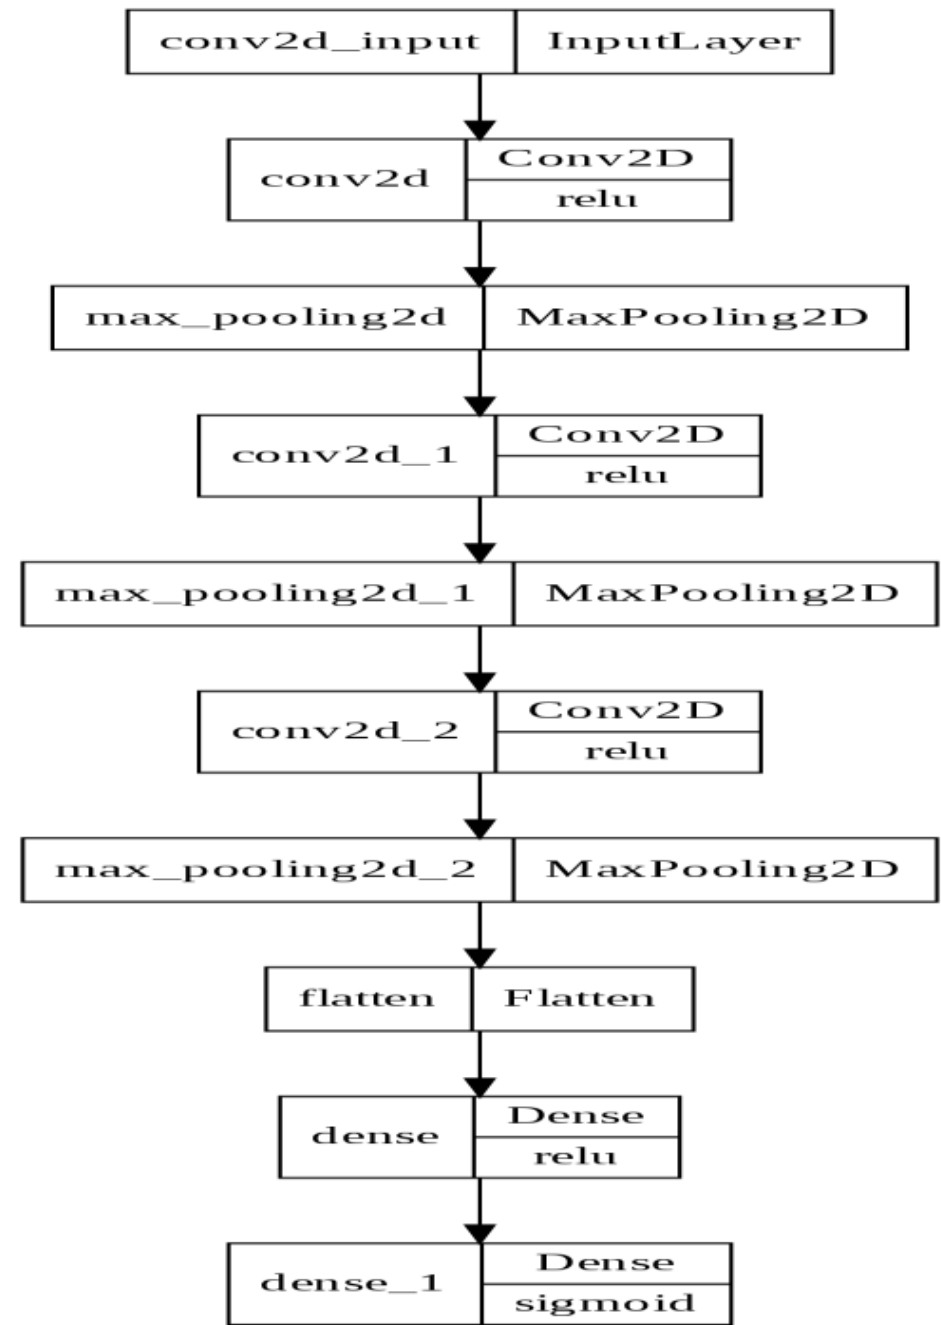 conv2d_input InputLayer
conv2d Conv2D
relu
max_pooling2d MaxPooling2D
conv2d_1 Conv2D
relu
max_pooling2d_1 MaxPooling2D
conv2d_2 Conv2D
relu
max_pooling2d_2 MaxPooling2D
flatten Flatten
dense Dense
relu
dense_1 Dense
sigmoid